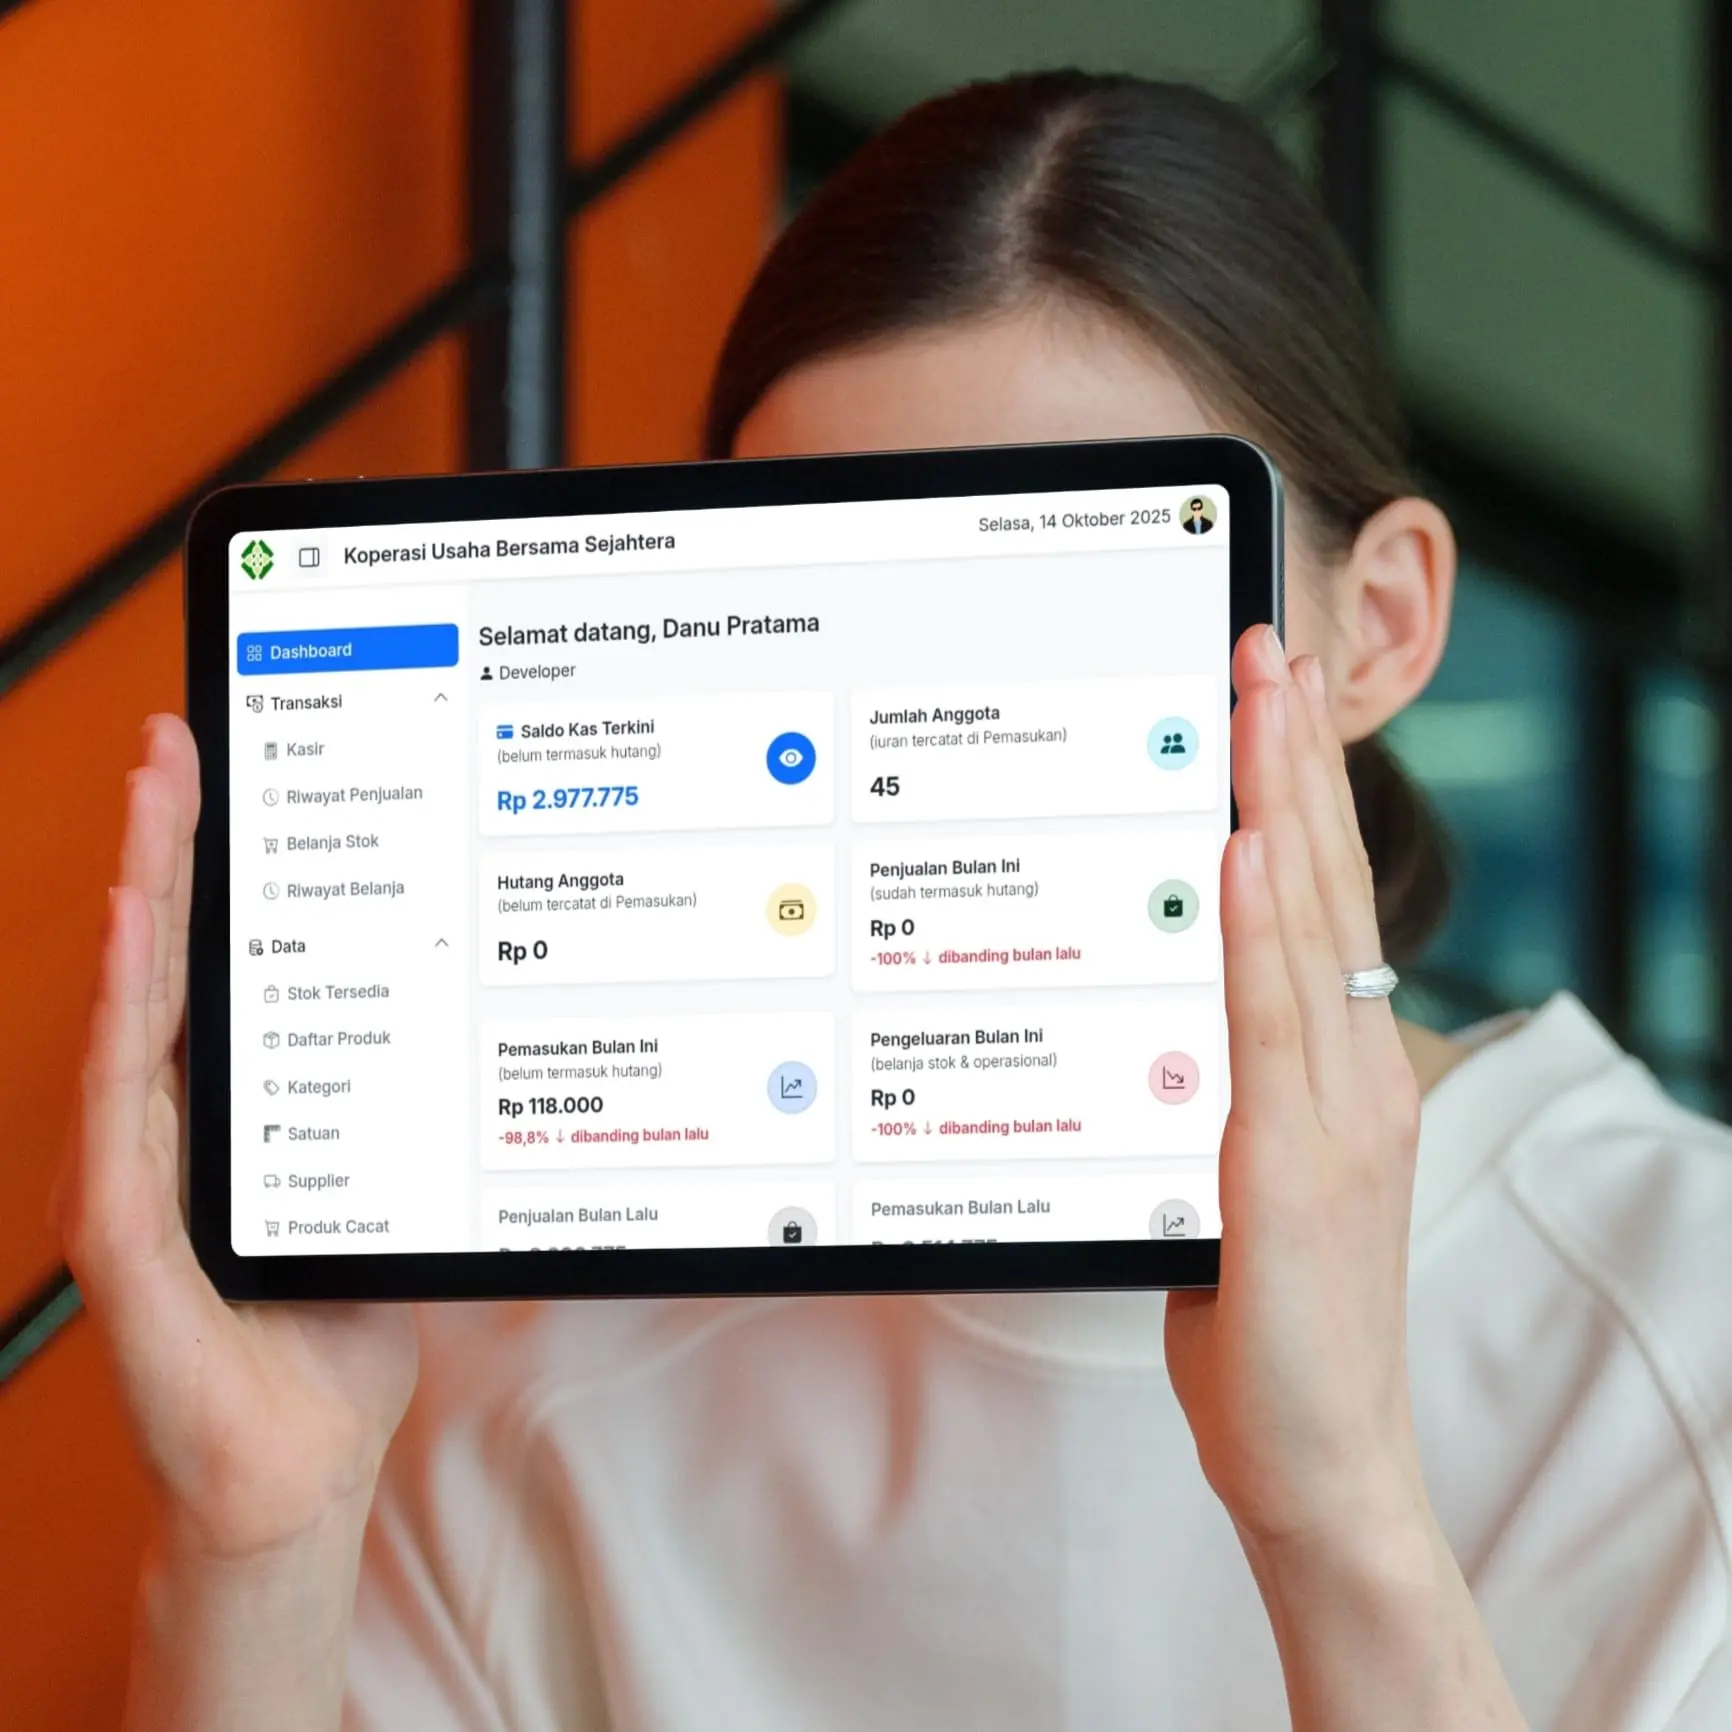 Koperasi Usaha Bersama Sejahtera
Selasa, 14 Oktober 2025
Dashboard
Transaksi
Kasir
Riwayat Penjualan
Belanja Stok
Riwayat Belanja
Data
Stok Tersedia
Daftar Produk
Kategori
Satuan
Supplier
Produk Cacat
Selamat datang, Danu Pratama
Developer
Saldo Kas Terkini
(belum termasuk hutang)
Rp 2.977.775
Jumlah Anggota
(iuran tercatat di Pemasukan)
45
Hutang Anggota
(belum tercatat di Pemasukan)
Rp 0
Penjualan Bulan Ini
(sudah termasuk hutang)
Rp 0
-100% ↓ dibanding bulan lalu
Pemasukan Bulan Ini
(belum termasuk hutang)
Rp 118.000
-98,8% ↓ dibanding bulan lalu
Pengeluaran Bulan Ini
(belanja stok & operasional)
Rp 0
-100% ↓ dibanding bulan lalu
Penjualan Bulan Lalu
Pemasukan Bulan Lalu